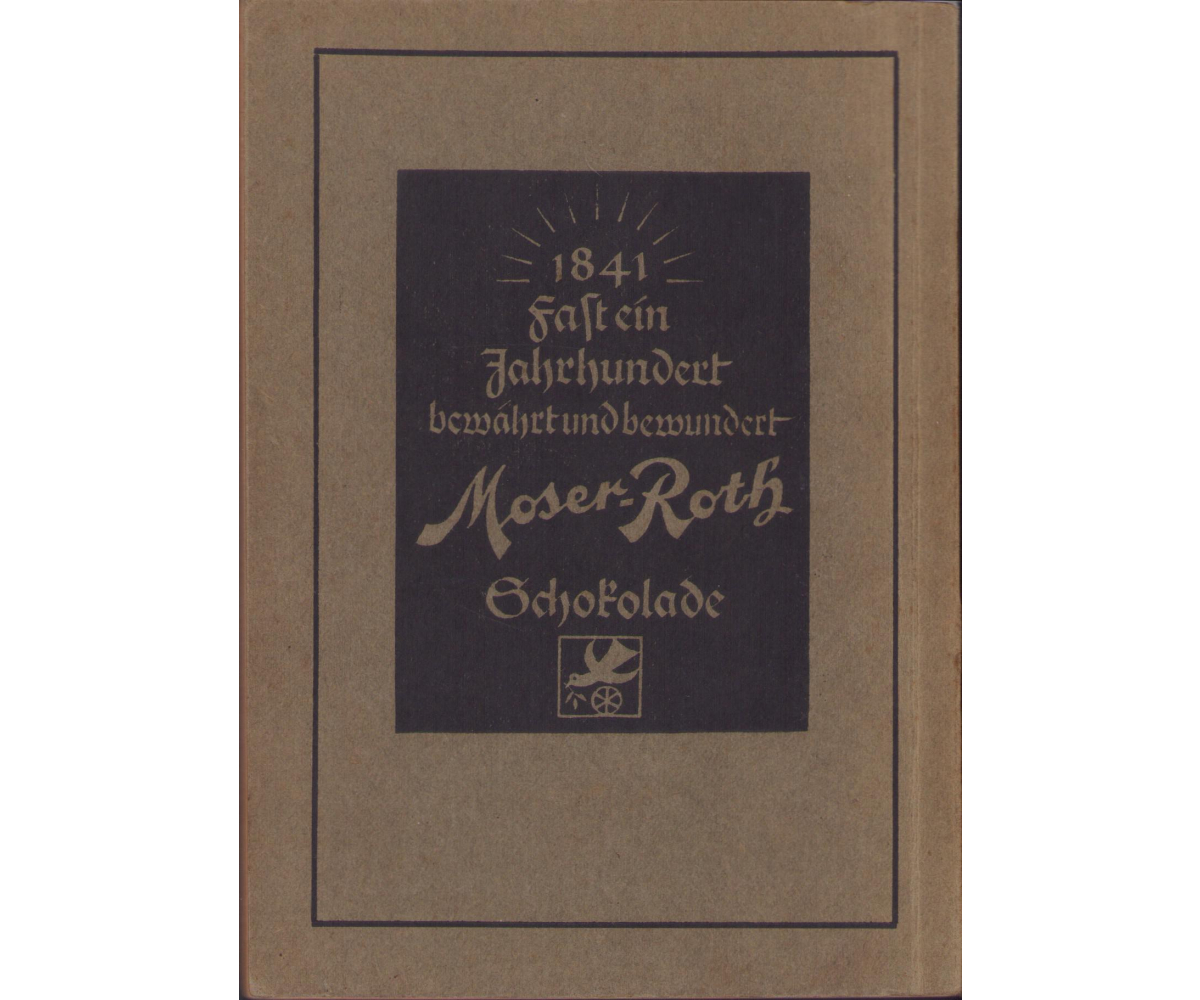 1841
Faſt ein
Jahrhundert
bewährt und bewundert
Moser-Roth
Schokolade